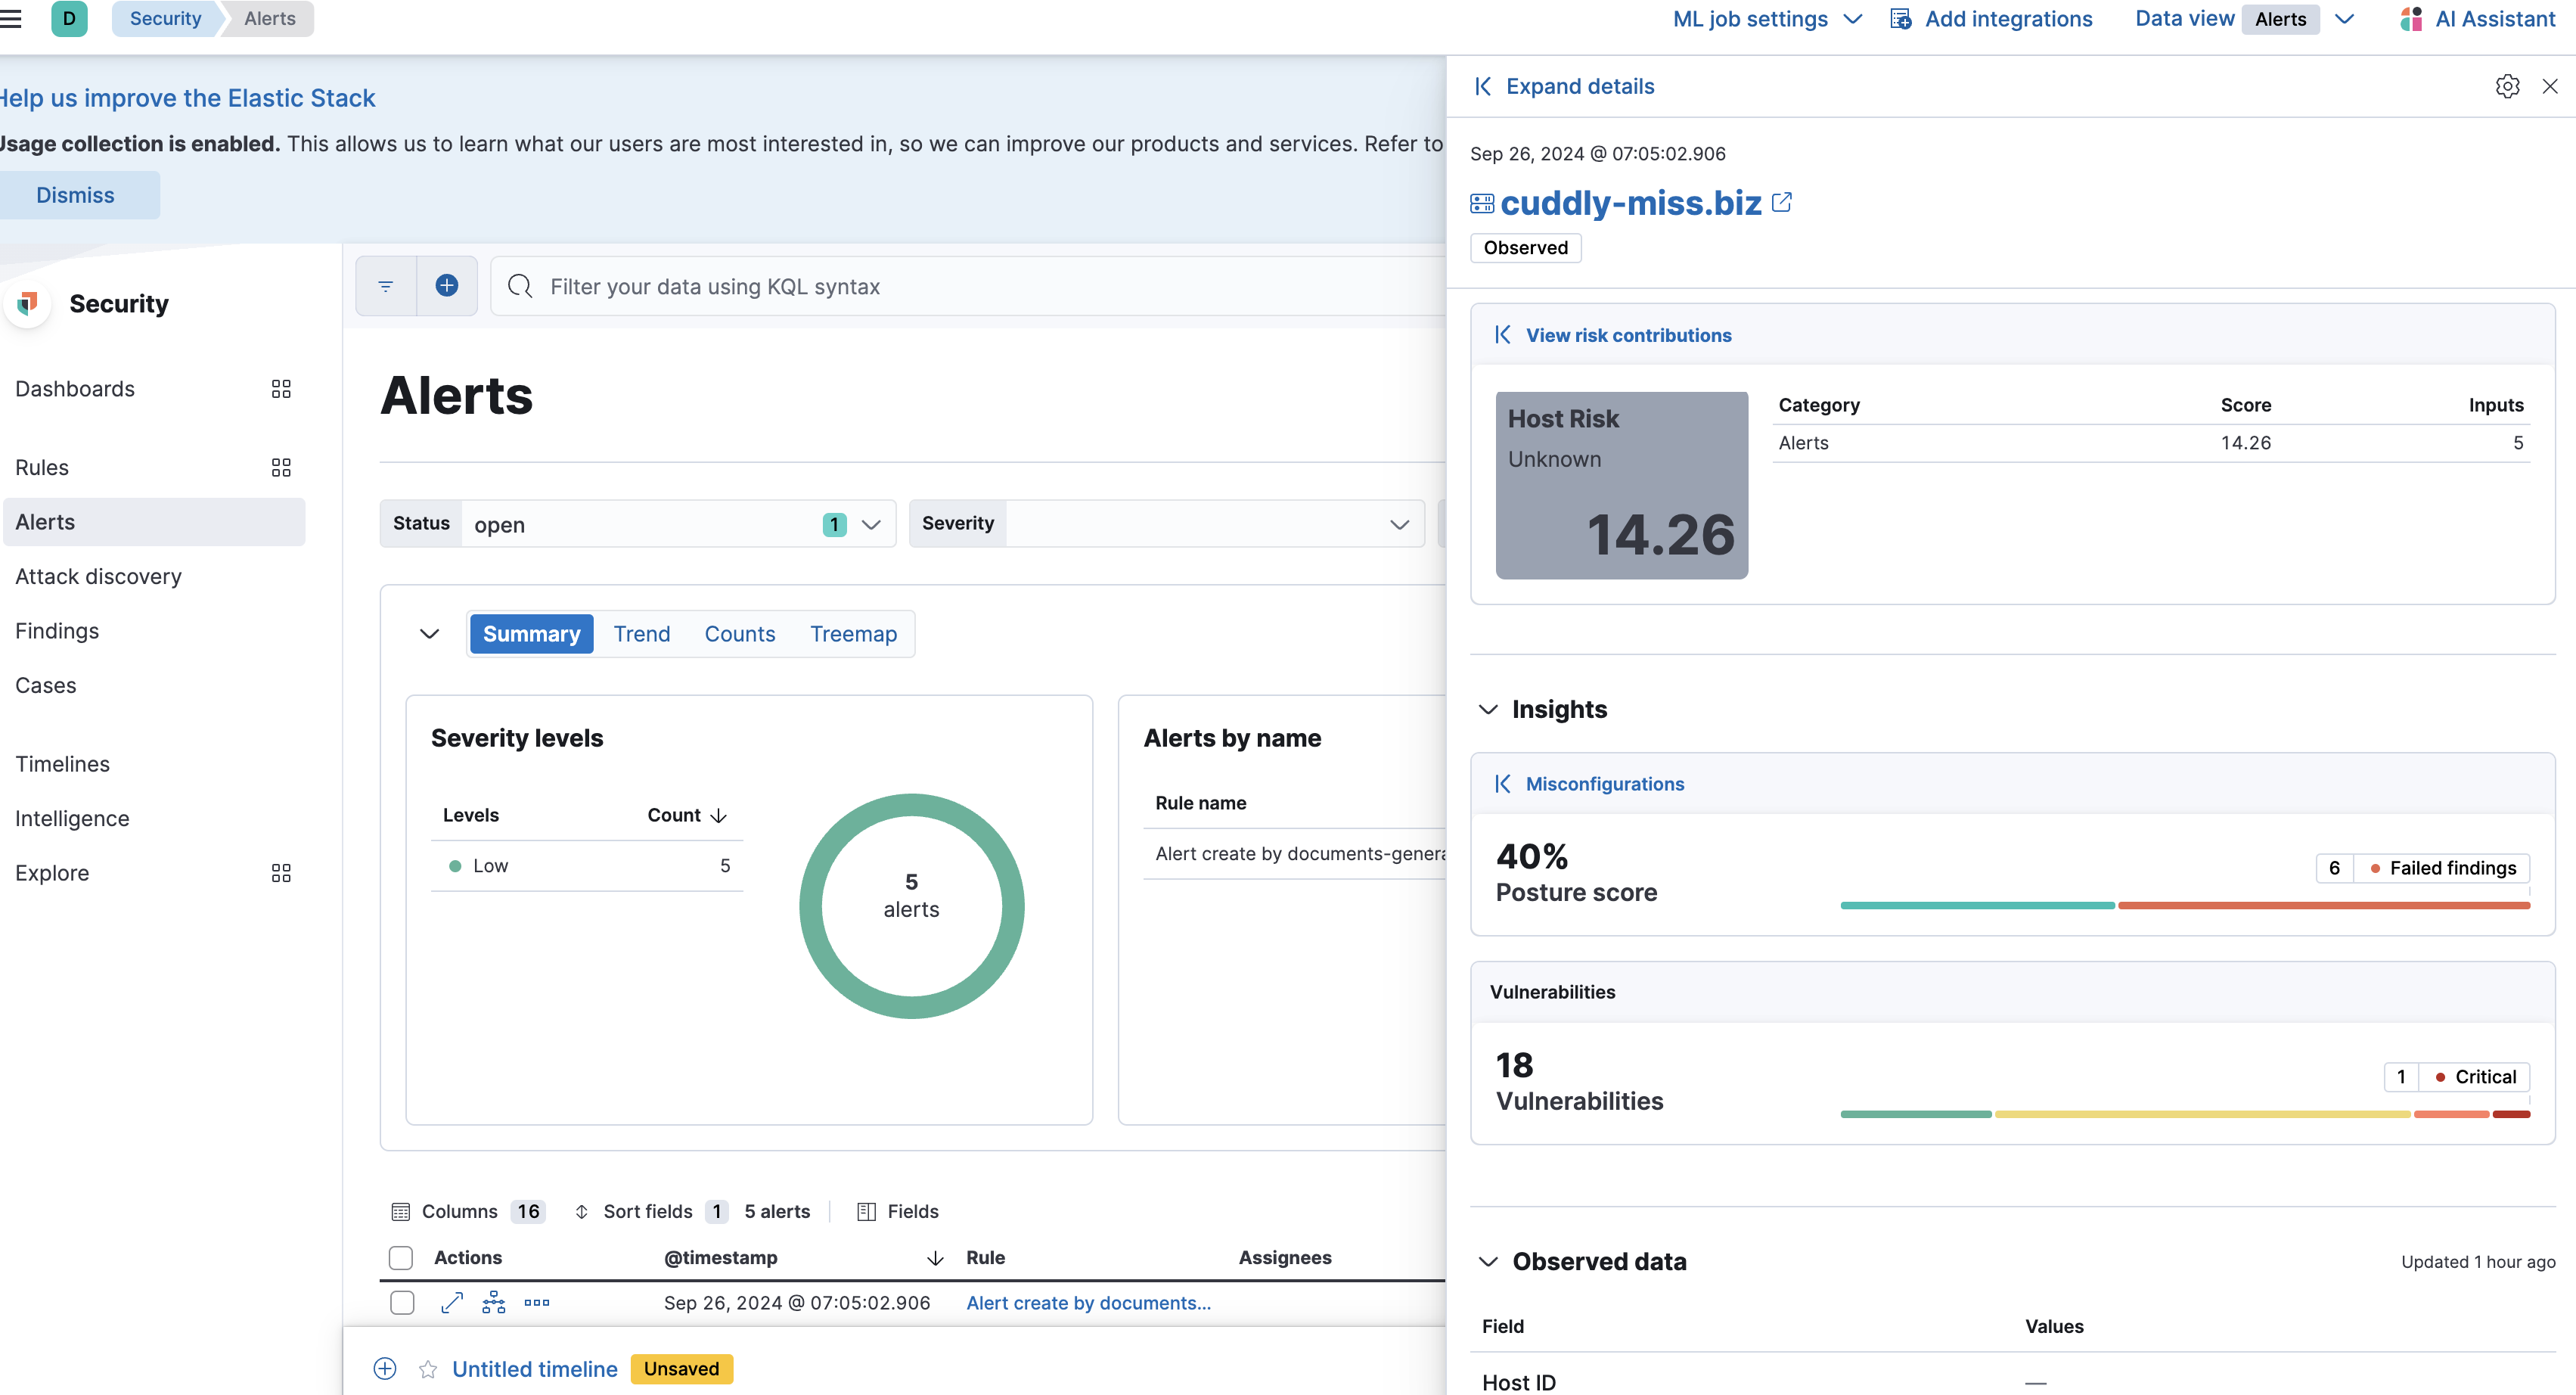 D
Security
Alerts
ML job settings
Add integrations
Data view
Alerts
AI Assistant
Help us improve the Elastic Stack
Usage collection is enabled. This allows us to learn what our users are most interested in, so we can improve our products and services. Refer to
Dismiss
Security
Dashboards
Rules
Alerts
Attack discovery
Findings
Cases
Timelines
Intelligence
Explore
Filter your data using KQL syntax
Alerts
Status
open
1
Severity
Summary
Trend
Counts
Treemap
Severity levels
Levels
Count
Low
5
5
alerts
Alerts by name
Rule name
Alert create by documents-genera
Columns 16
Sort fields 1
5 alerts
Fields
Actions
@timestamp
Rule
Assignees
Sep 26, 2024 @ 07:05:02.906
Alert create by documents...
Untitled timeline
Unsaved
Expand details
Sep 26, 2024 @ 07:05:02.906
cuddly-miss.biz
Observed
View risk contributions
Host Risk
Unknown
14.26
Category
Score
Inputs
Alerts
14.26
5
Insights
Misconfigurations
40%
Posture score
6
Failed findings
Vulnerabilities
18
Vulnerabilities
1
Critical
Observed data
Updated 1 hour ago
Field
Values
Host ID
—